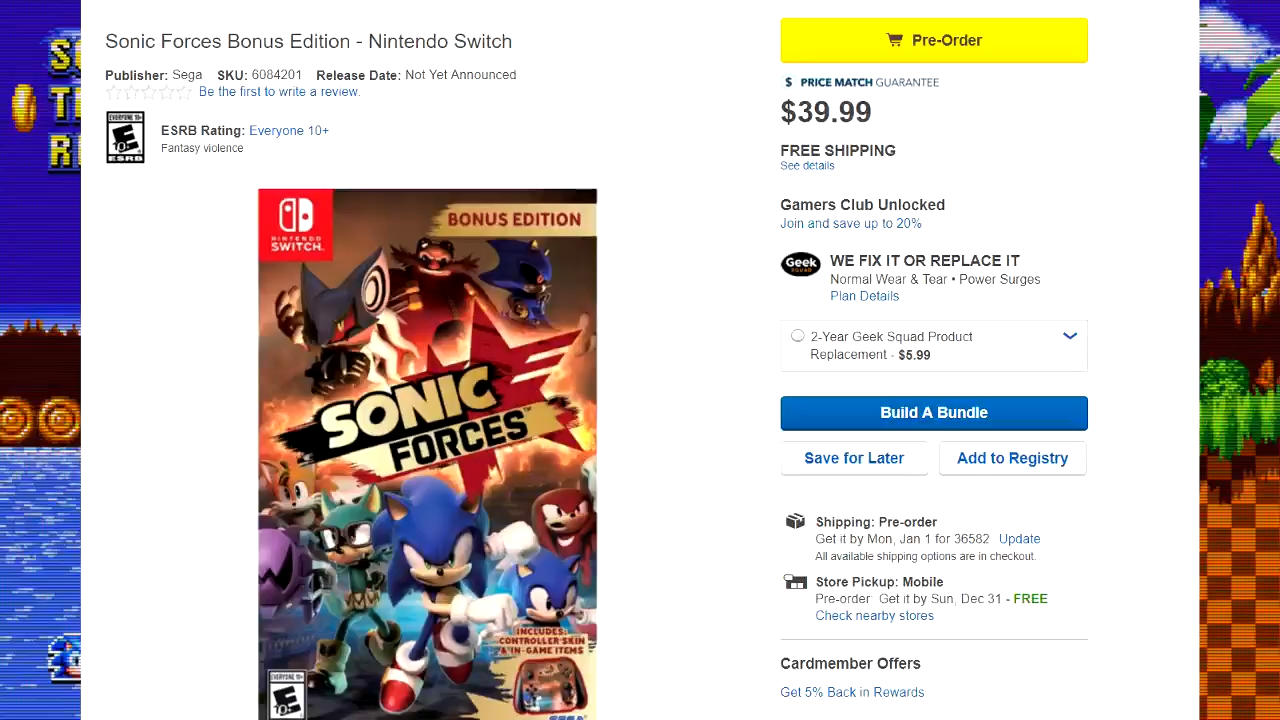 Sonic Forces Bonus Edition - Nintendo Switch
Publisher: Sega SKU: 6084201 Release Date: Not Yet Announced
Be the first to write a review.
ESRB Rating: Everyone 10+
Fantasy violence
EVERYONE 10+
E
10+
ESRB
NINTENDO
SWITCH
BONUS EDITION
SONIC
FORCES
INCLUDES:
CONTROLLER SKIN
& IN-GAME ITEMS
EVERYONE 10+
E
SEGA
Pre-Order
$ PRICE MATCH GUARANTEE
$39.99
FREE SHIPPING
See details
Gamers Club Unlocked
Join and save up to 20%
Geek
SQUAD
WE FIX IT OR REPLACE IT
Normal Wear & Tear • Power Surges
Plan Details
2-Year Geek Squad Product
Replacement - $5.99
Build A Bundle
Save for Later
Add to Registry
Shipping: Pre-order
Get it by for 36582 Update
All available shipping options in checkout.
Store Pickup: Mobile
Pre-order. Get it by Sun, Dec 31 - FREE
Check nearby stores
Cardmember Offers
Get Back in Rewards